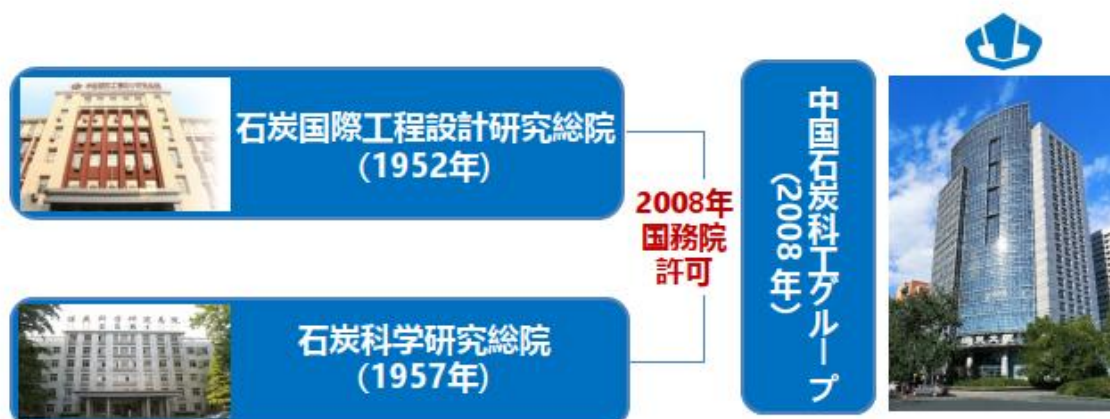 石炭国際工程設計研究総院
(1952年)
2008年
国務院
許可
石炭科学研究総院
(1957年)
中国石炭科工グループ
(2008年)